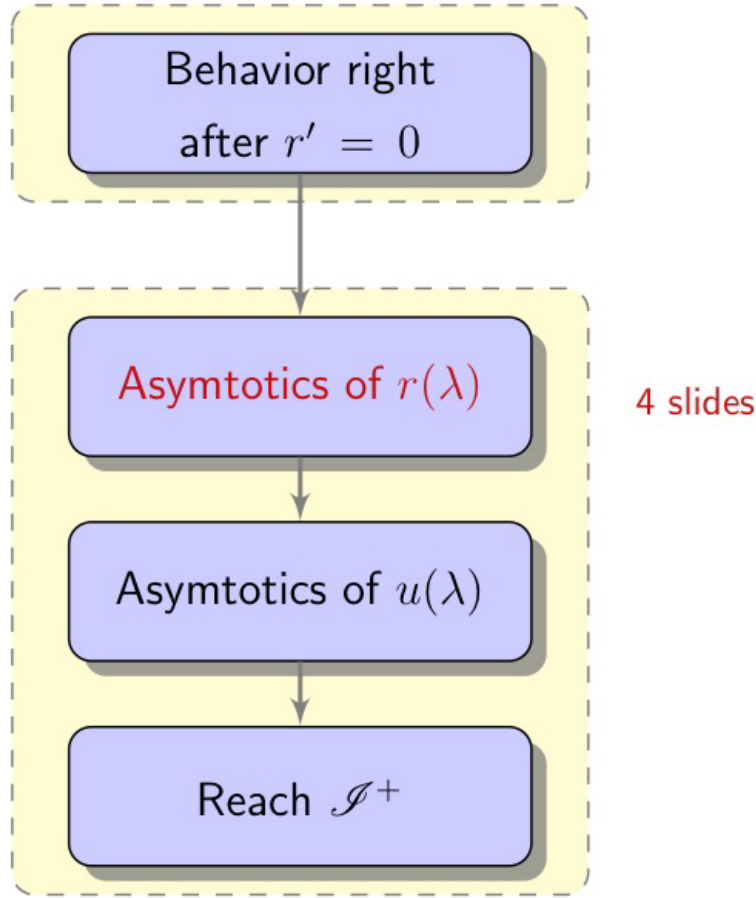 Behavior right
after r′ = 0
Asymtotics of r(λ)
4 slides
Asymtotics of u(λ)
Reach ℐ⁺